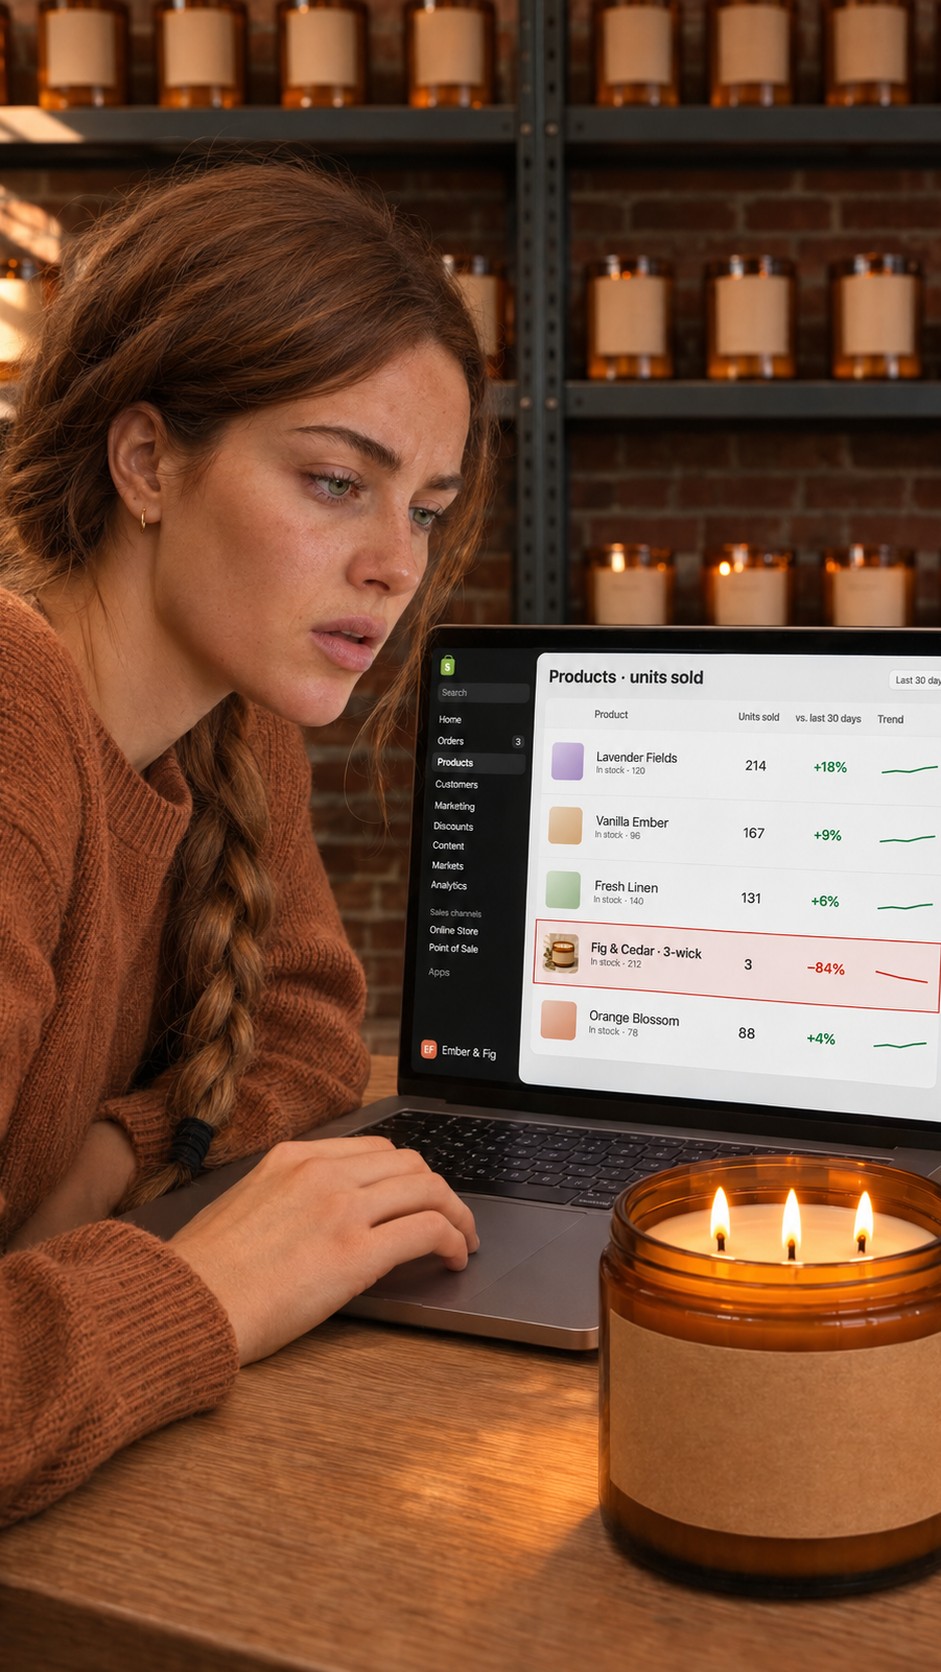 S
Search
Home
Orders 3
Products
Customers
Marketing
Discounts
Content
Markets
Analytics
Sales channels
Online Store
Point of Sale
Apps
EF Ember & Fig
Products · units sold
Last 30 day
Product Units sold vs. last 30 days Trend
Lavender Fields 214 +18%
In stock · 120
Vanilla Ember 167 +9%
In stock · 96
Fresh Linen 131 +6%
In stock · 140
Fig & Cedar · 3-wick 3 −84%
In stock · 212
Orange Blossom 88 +4%
In stock · 78